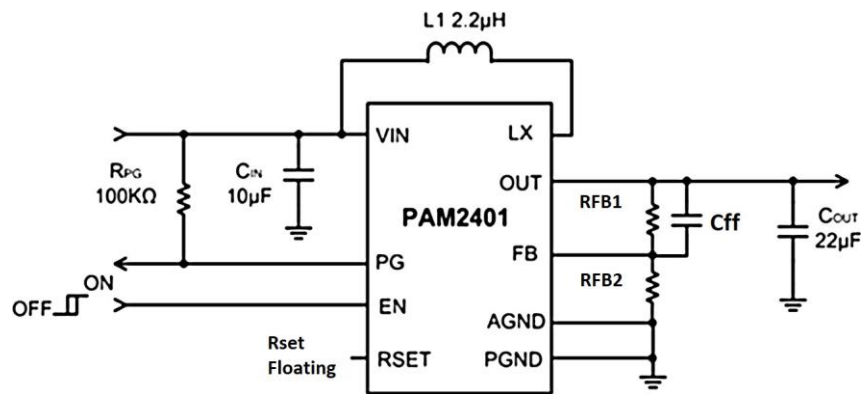 L1 2.2µH
VIN
LX
RPG
100KΩ
CIN
10µF
OUT
RFB1
Cff
COUT
22µF
PAM2401
PG
FB
RFB2
ON
OFF
EN
AGND
Rset
Floating
RSET
PGND